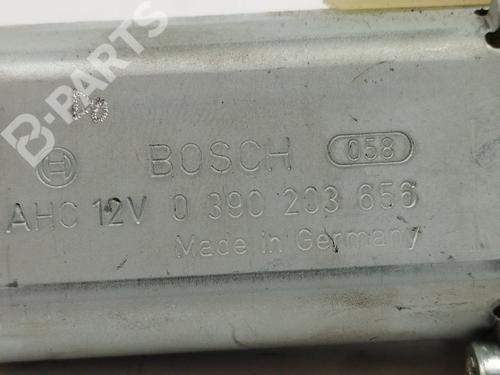 B-PARTS
BOSCH 058
AHC 12V 0 390 203 656
Made in Germany